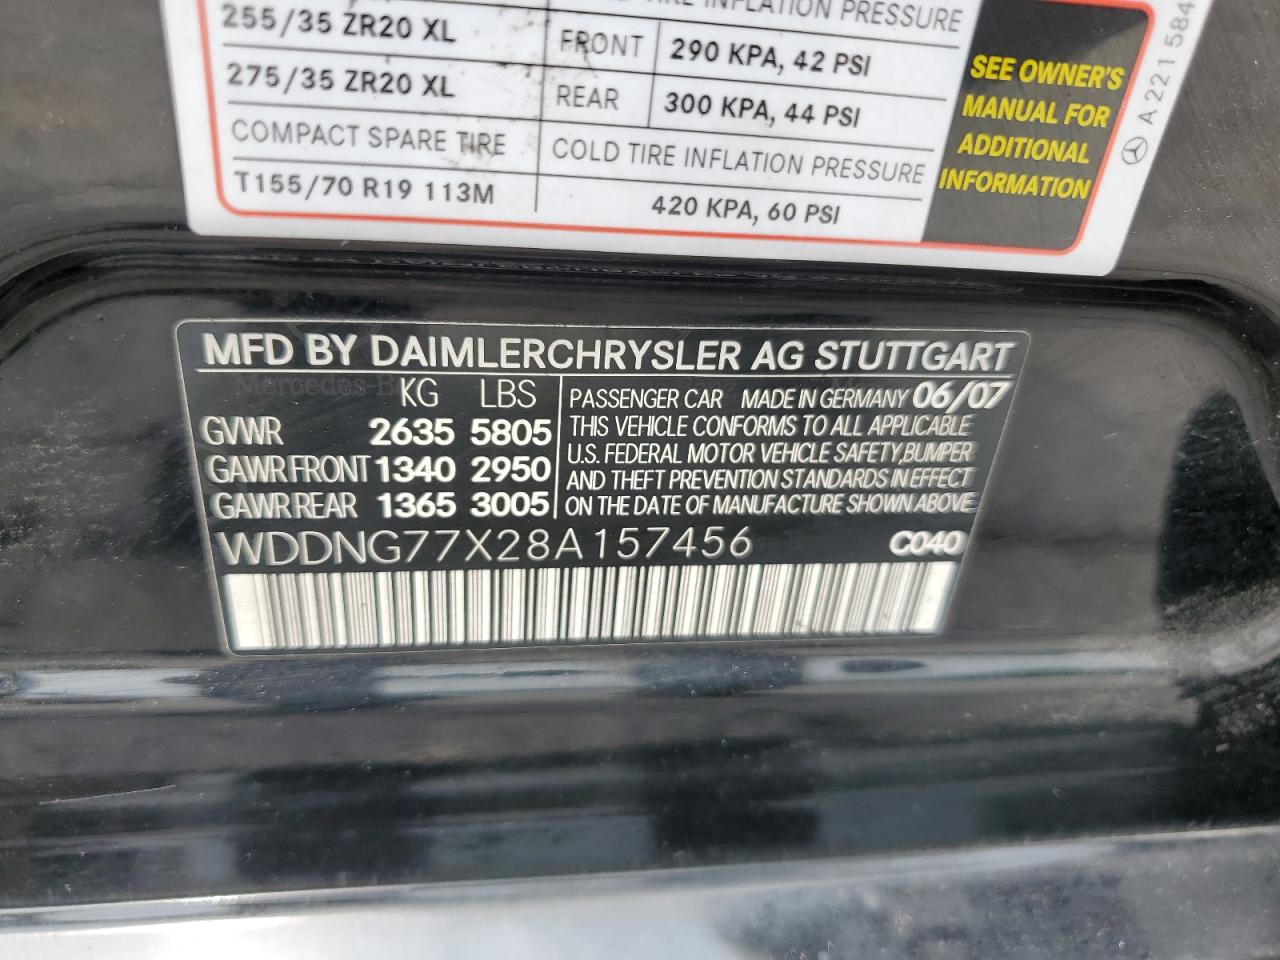 COLD TIRE INFLATION PRESSURE
255/35 ZR20 XL FRONT 290 KPA, 42 PSI
275/35 ZR20 XL REAR 300 KPA, 44 PSI
COMPACT SPARE TIRE COLD TIRE INFLATION PRESSURE
T155/70 R19 113M 420 KPA, 60 PSI
SEE OWNER'S
MANUAL FOR
ADDITIONAL
INFORMATION
A 221 584
MFD BY DAIMLERCHRYSLER AG STUTTGART
KG LBS
GVWR 2635 5805
GAWR FRONT 1340 2950
GAWR REAR 1365 3005
PASSENGER CAR MADE IN GERMANY 06/07
THIS VEHICLE CONFORMS TO ALL APPLICABLE
U.S. FEDERAL MOTOR VEHICLE SAFETY, BUMPER
AND THEFT PREVENTION STANDARDS IN EFFECT
ON THE DATE OF MANUFACTURE SHOWN ABOVE
WDDNG77X28A157456 C040